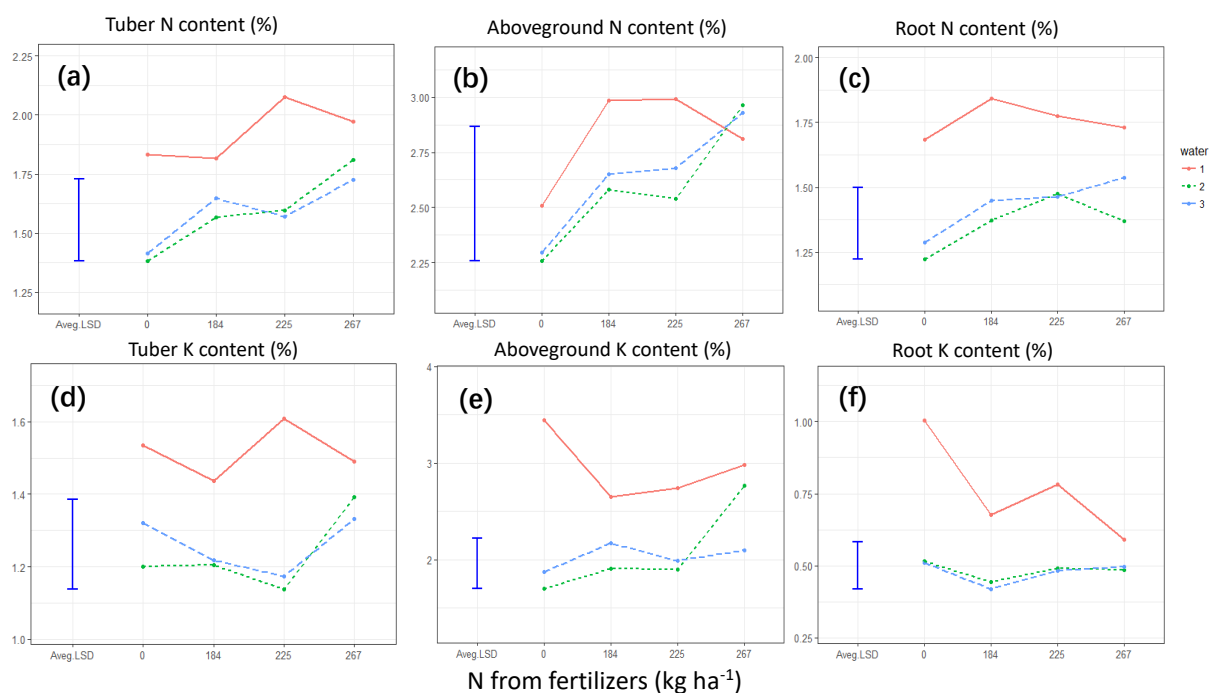 Tuber N content (%)
Aboveground N content (%)
Root N content (%)
(a)
2.25
2.00
1.75
1.50
1.25
Aveg.LSD 0 184 225 267
(b)
3.00
2.75
2.50
2.25
Aveg.LSD 0 184 225 267
(c)
2.00
1.75
1.50
1.25
Aveg.LSD 0 184 225 267
water
1
2
3
Tuber K content (%)
Aboveground K content (%)
Root K content (%)
(d)
1.6
1.4
1.2
1.0
Aveg.LSD 0 184 225 267
(e)
4
3
2
Aveg.LSD 0 184 225 267
(f)
1.00
0.75
0.50
0.25
Aveg.LSD 0 184 225 267
N from fertilizers (kg ha⁻¹)